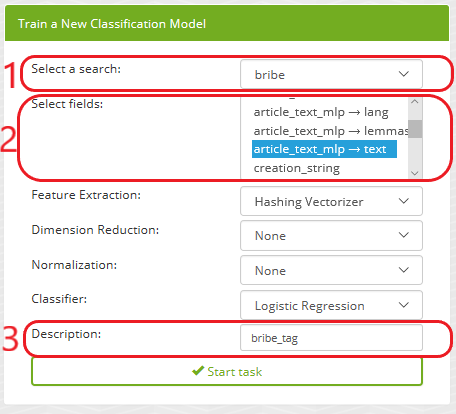 Train a New Classification Model
1 Select a search: bribe
2 Select fields:
article_text_mlp → lang
article_text_mlp → lemmas
article_text_mlp → text
creation_string
Feature Extraction: Hashing Vectorizer
Dimension Reduction: None
Normalization: None
Classifier: Logistic Regression
3 Description: bribe_tag
✔ Start task